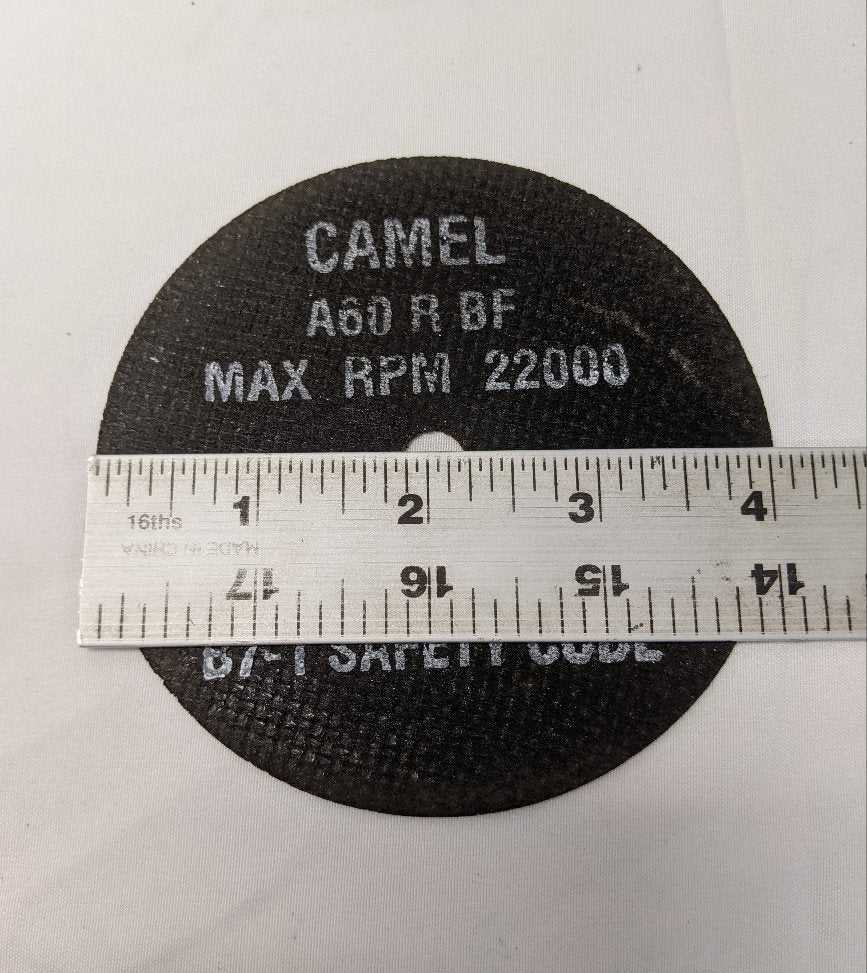 CAMEL
A60 R BF
MAX RPM 22000
1 2 3 4
16ths
MADE IN CHINA
17 16 15 14
B7-1 SAFETY CODE